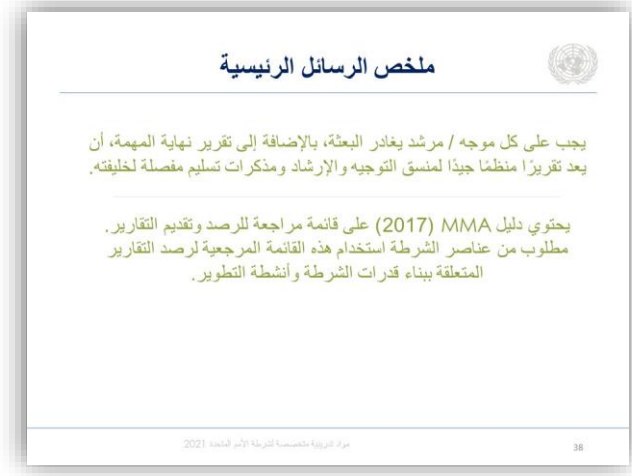 ملخص الرسائل الرئيسية
يجب على كل موجه / مرشد يغادر البعثة، بالإضافة إلى تقرير نهاية المهمة، أن
يعد تقريرًا منظمًا جيدًا لمنسق التوجيه والإرشاد ومذكرات تسليم مفصلة لخليفته.
يحتوي دليل MMA (2017) على قائمة مراجعة للرصد وتقديم التقارير.
مطلوب من عناصر الشرطة استخدام هذه القائمة المرجعية لرصد التقارير
المتعلقة ببناء قدرات الشرطة وأنشطة التطوير.
مواد تدريبية متخصصة لشرطة الأمم المتحدة 2021
38